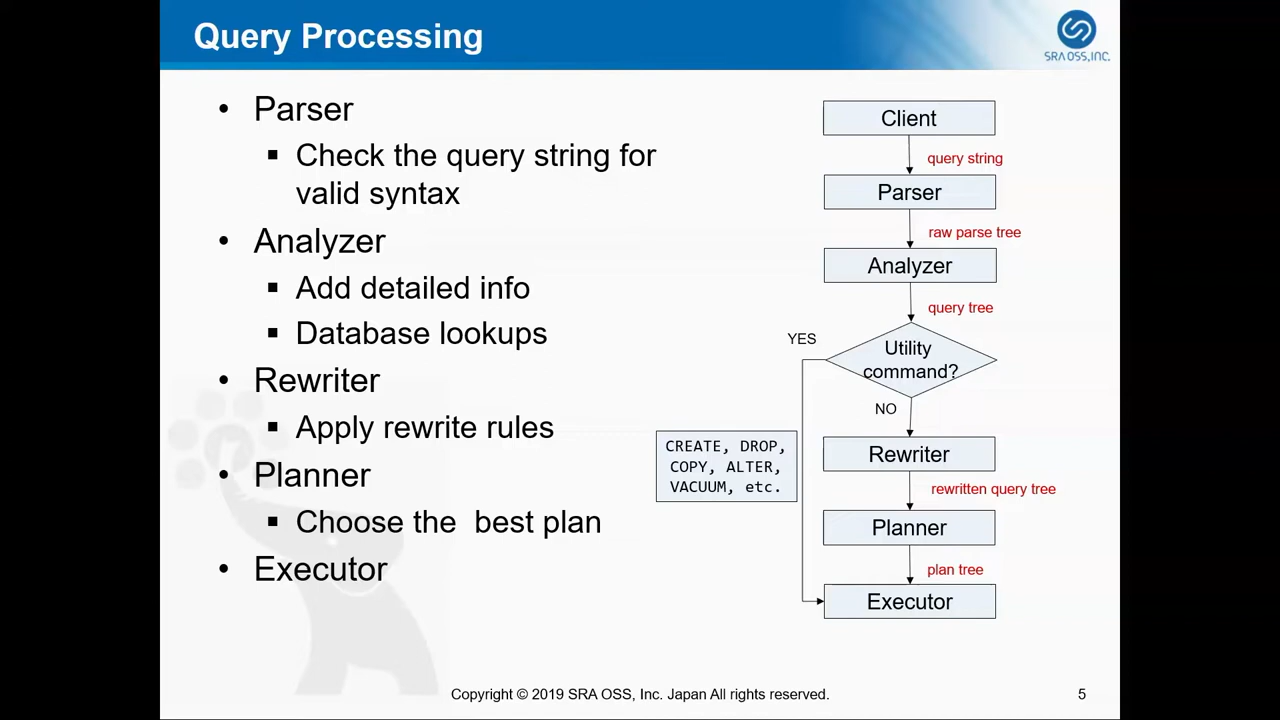 Query Processing
SRA OSS, INC.
• Parser
▪ Check the query string for
valid syntax
• Analyzer
▪ Add detailed info
▪ Database lookups
• Rewriter
▪ Apply rewrite rules
• Planner
▪ Choose the  best plan
• Executor
Client
query string
Parser
raw parse tree
Analyzer
query tree
YES
Utility
command?
NO
CREATE, DROP,
COPY, ALTER,
VACUUM, etc.
Rewriter
rewritten query tree
Planner
plan tree
Executor
Copyright © 2019 SRA OSS, Inc. Japan All rights reserved.
5